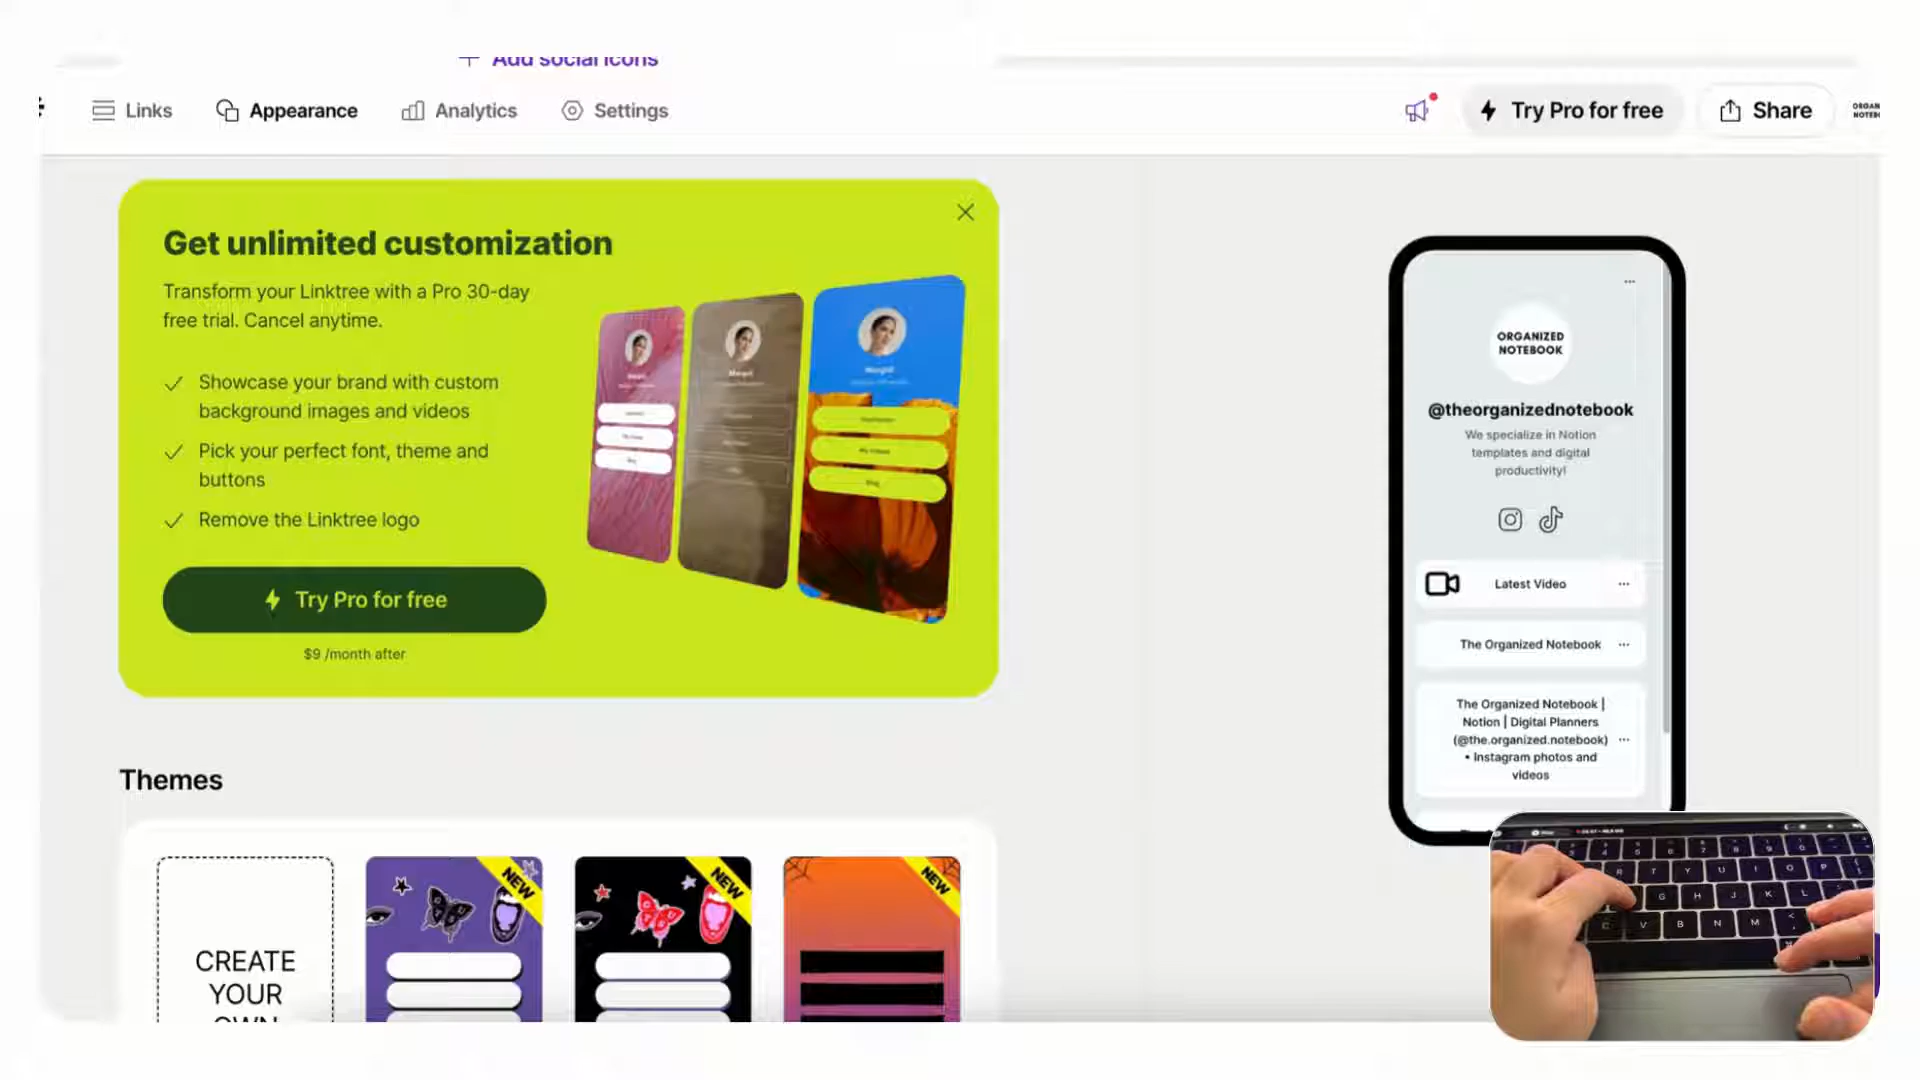 Add social icons
Links
Appearance
Analytics
Settings
Try Pro for free
Share
ORGAN
NOTEB
Get unlimited customization
Transform your Linktree with a Pro 30-day
free trial. Cancel anytime.
Showcase your brand with custom
background images and videos
Pick your perfect font, theme and
buttons
Remove the Linktree logo
Try Pro for free
$9 /month after
ORGANIZED
NOTEBOOK
@theorganizednotebook
We specialize in Notion
templates and digital
productivity!
Latest Video
The Organized Notebook
The Organized Notebook |
Notion | Digital Planners
(@the.organized.notebook)
• Instagram photos and
videos
Themes
CREATE
YOUR
OWN
NEW
NEW
NEW
R T Y U I O P
G H J K L
C V B N M